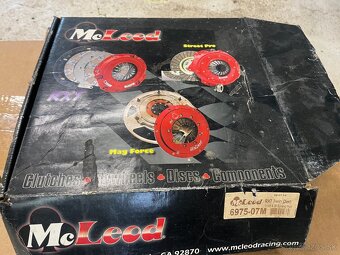 McLeod
Street Pro
RXT
Mag Force
Clutches • Flywheels • Discs • Components
McLeod
6975-07M
McLeod
CA 92870
www.mcleodracing.com